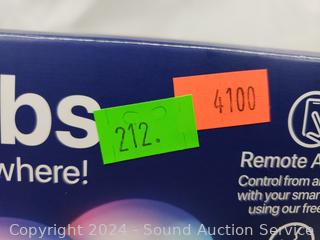 bs
where!
212.
4100
Remote A
Control from a
with your smar
using our free
Copyright 2024 - Sound Auction Service